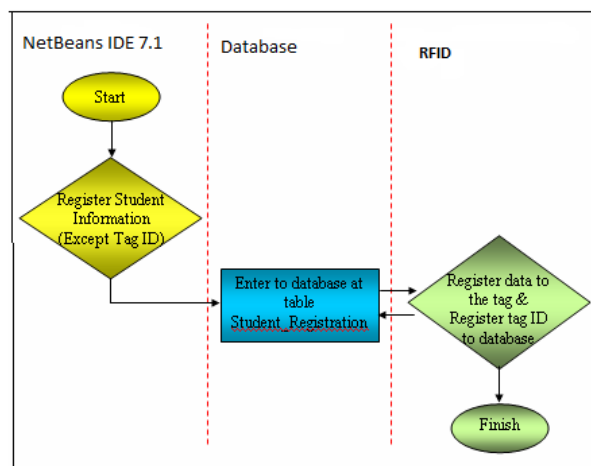 NetBeans IDE 7.1
Database
RFID
Start
Register Student
Information
(Except Tag ID)
Enter to database at
table
Student_Registration
Register data to
the tag &
Register tag ID
to database
Finish